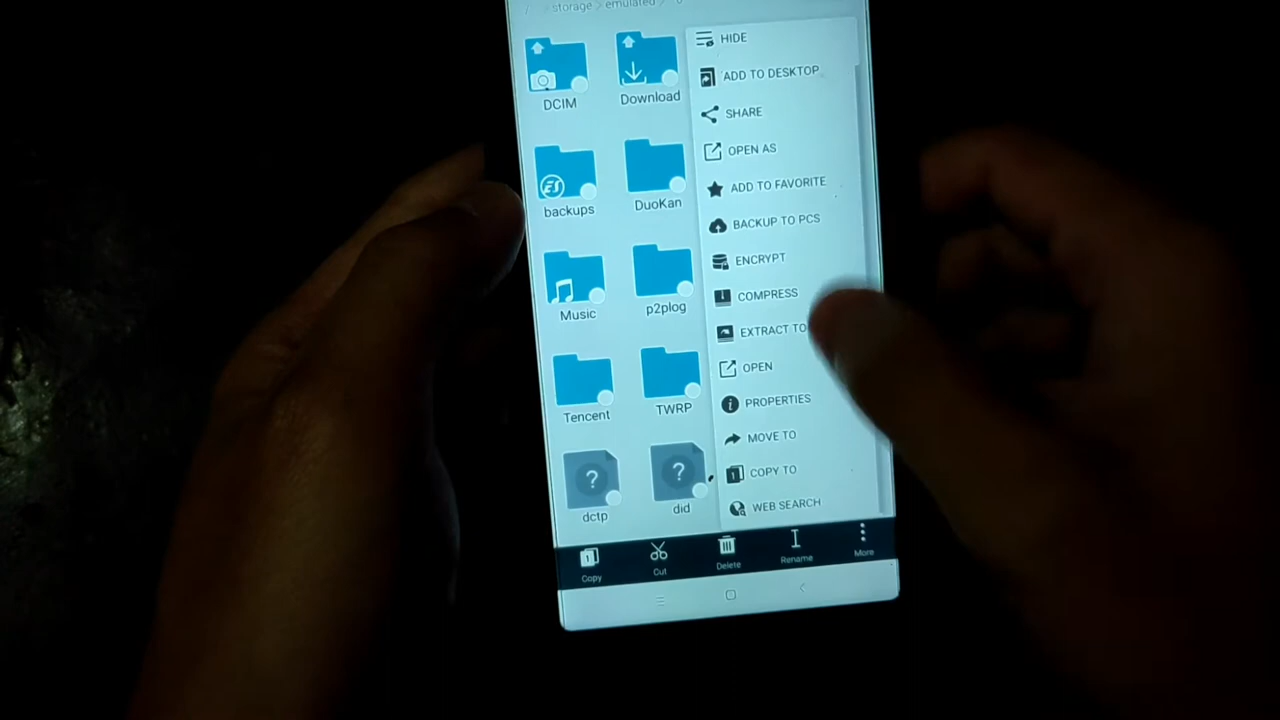 / > storage > emulated > 0
DCIM
Download
backups
DuoKan
Music
p2plog
Tencent
TWRP
? dctp
? did
HIDE
ADD TO DESKTOP
SHARE
OPEN AS
ADD TO FAVORITE
BACKUP TO PCS
ENCRYPT
COMPRESS
EXTRACT TO
OPEN
PROPERTIES
MOVE TO
COPY TO
WEB SEARCH
Copy
Cut
Delete
Rename
More